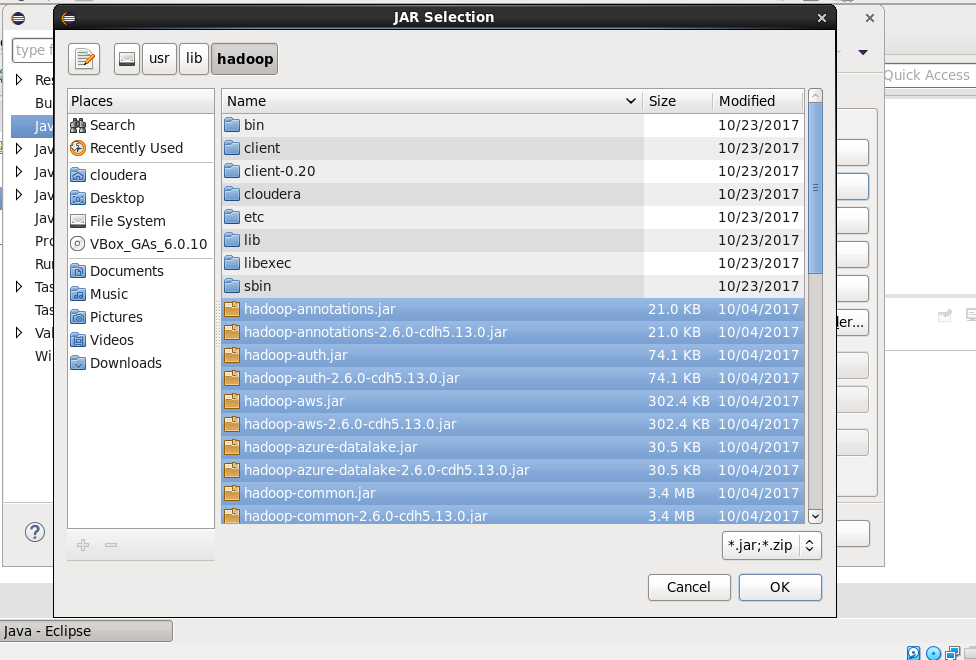 JAR Selection
type f
usr lib hadoop
Quick Access
Places
Search
Recently Used
cloudera
Desktop
File System
VBox_GAs_6.0.10
Documents
Music
Pictures
Videos
Downloads
Name Size Modified
bin 10/23/2017
client 10/23/2017
client-0.20 10/23/2017
cloudera 10/23/2017
etc 10/23/2017
lib 10/23/2017
libexec 10/23/2017
sbin 10/23/2017
hadoop-annotations.jar 21.0 KB 10/04/2017
hadoop-annotations-2.6.0-cdh5.13.0.jar 21.0 KB 10/04/2017
hadoop-auth.jar 74.1 KB 10/04/2017
hadoop-auth-2.6.0-cdh5.13.0.jar 74.1 KB 10/04/2017
hadoop-aws.jar 302.4 KB 10/04/2017
hadoop-aws-2.6.0-cdh5.13.0.jar 302.4 KB 10/04/2017
hadoop-azure-datalake.jar 30.5 KB 10/04/2017
hadoop-azure-datalake-2.6.0-cdh5.13.0.jar 30.5 KB 10/04/2017
hadoop-common.jar 3.4 MB 10/04/2017
hadoop-common-2.6.0-cdh5.13.0.jar 3.4 MB 10/04/2017
Res
Bu
Jav
Jav
Jav
Jav
Jav
Pro
Run
Tas
Tas
Val
Wi
der...
*.jar;*.zip
Cancel OK
Java - Eclipse